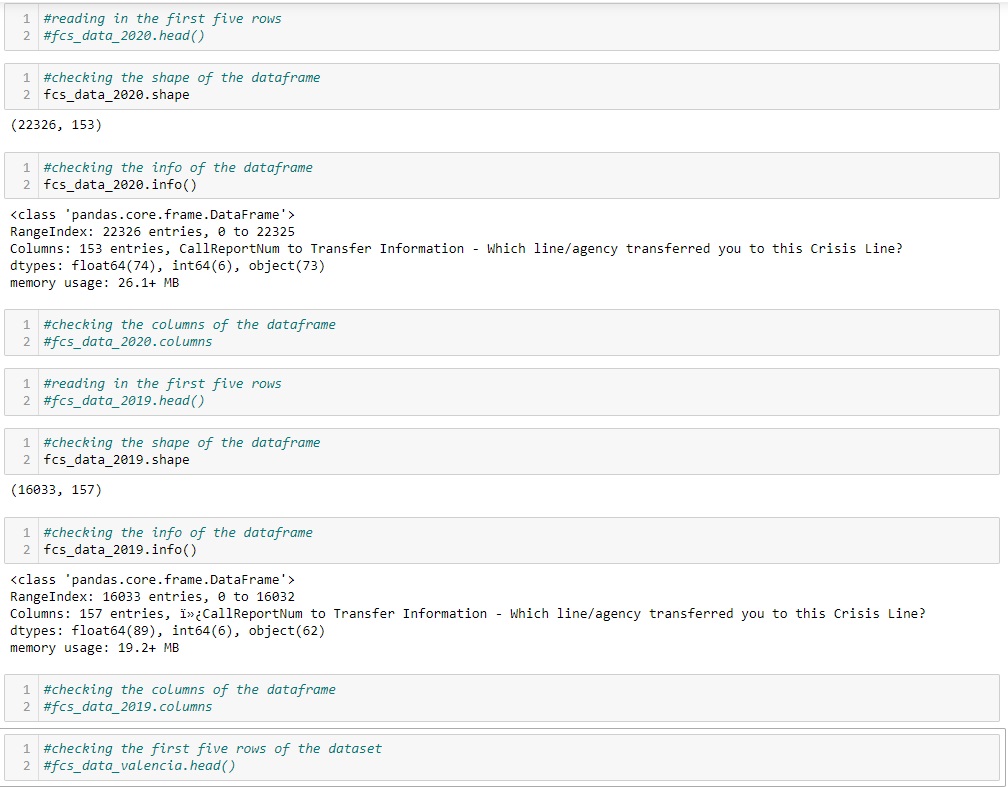 1 #reading in the first five rows
2 #fcs_data_2020.head()
1 #checking the shape of the dataframe
2 fcs_data_2020.shape
(22326, 153)
1 #checking the info of the dataframe
2 fcs_data_2020.info()
<class 'pandas.core.frame.DataFrame'>
RangeIndex: 22326 entries, 0 to 22325
Columns: 153 entries, CallReportNum to Transfer Information - Which line/agency transferred you to this Crisis Line?
dtypes: float64(74), int64(6), object(73)
memory usage: 26.1+ MB
1 #checking the columns of the dataframe
2 #fcs_data_2020.columns
1 #reading in the first five rows
2 #fcs_data_2019.head()
1 #checking the shape of the dataframe
2 fcs_data_2019.shape
(16033, 157)
1 #checking the info of the dataframe
2 fcs_data_2019.info()
<class 'pandas.core.frame.DataFrame'>
RangeIndex: 16033 entries, 0 to 16032
Columns: 157 entries, ï»¿CallReportNum to Transfer Information - Which line/agency transferred you to this Crisis Line?
dtypes: float64(89), int64(6), object(62)
memory usage: 19.2+ MB
1 #checking the columns of the dataframe
2 #fcs_data_2019.columns
1 #checking the first five rows of the dataset
2 #fcs_data_valencia.head()